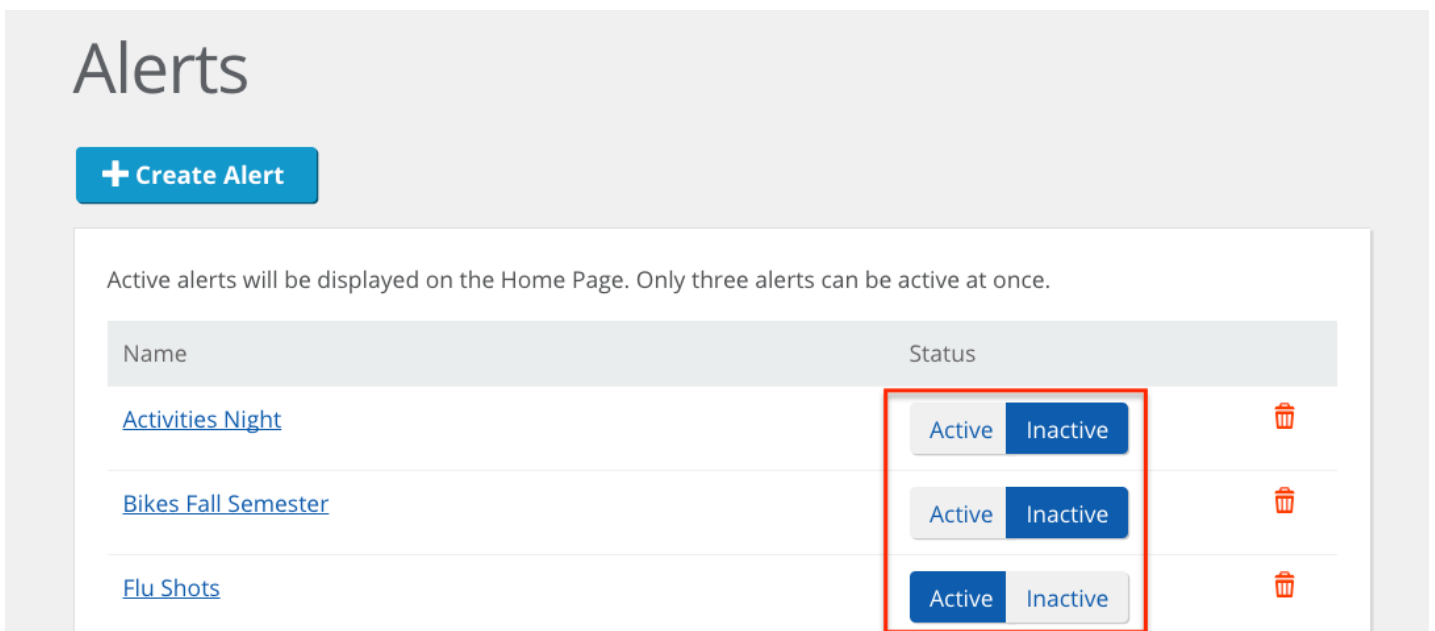 Alerts
Create Alert
Active alerts will be displayed on the Home Page. Only three alerts can be active at once.
Name Status
Activities Night Active Inactive
Bikes Fall Semester Active Inactive
Flu Shots Active Inactive